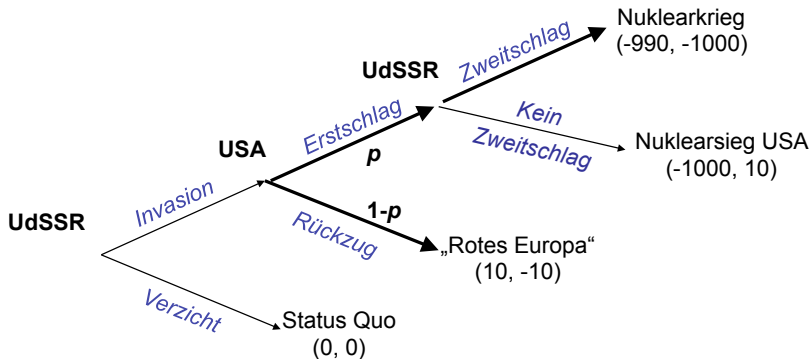 Nuklearkrieg
(-990, -1000)
UdSSR
Zweitschlag
Erstschlag
p
Kein
Zweitschlag
Nuklearsieg USA
(-1000, 10)
USA
Invasion
1-p
Rückzug
UdSSR
„Rotes Europa“
(10, -10)
Verzicht
Status Quo
(0, 0)